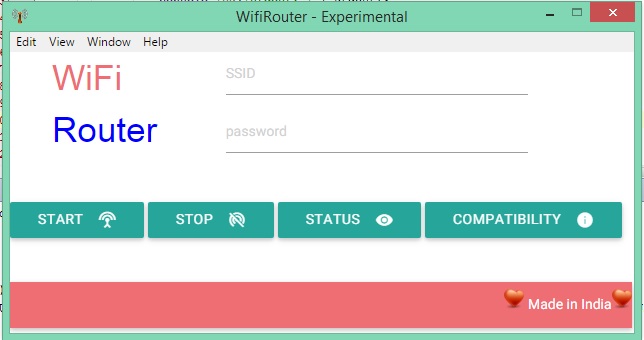 WifiRouter - Experimental
Edit View Window Help
WiFi
SSID
Router
password
START STOP STATUS COMPATIBILITY
Made in India